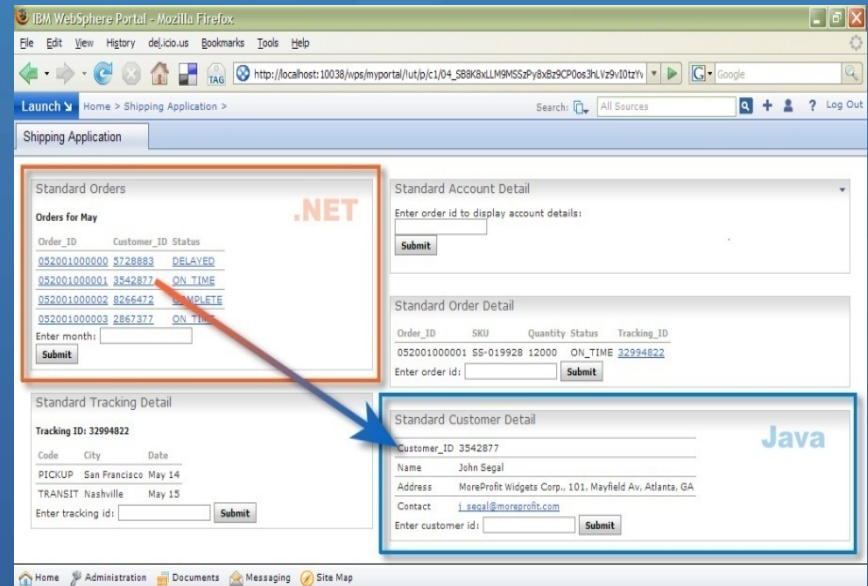 IBM WebSphere Portal - Mozilla Firefox
File Edit View History del.icio.us Bookmarks Tools Help
TAG
Google
Launch Home > Shipping Application >
Search: All Sources
? Log Out
Shipping Application
Standard Orders
.NET
Orders for May
Order_ID Customer_ID Status
052001000000 5728883 DELAYED
052001000001 3542877 ON_TIME
052001000002 8266472 COMPLETE
052001000003 2867377 ON_TIME
Enter month:
Submit
Standard Account Detail
Enter order id to display account details:
Submit
Standard Order Detail
Order_ID SKU Quantity Status Tracking_ID
052001000001 SS-019928 12000 ON_TIME 32994822
Enter order id: Submit
Standard Tracking Detail
Tracking ID: 32994822
Code City Date
PICKUP San Francisco May 14
TRANSIT Nashville May 15
Enter tracking id: Submit
Standard Customer Detail
Java
Customer_ID 3542877
Name John Segal
Address MoreProfit Widgets Corp., 101, Mayfield Av, Atlanta, GA
Contact j_segal@moreprofit.com
Enter customer id: Submit
Home Administration Documents Messaging Site Map